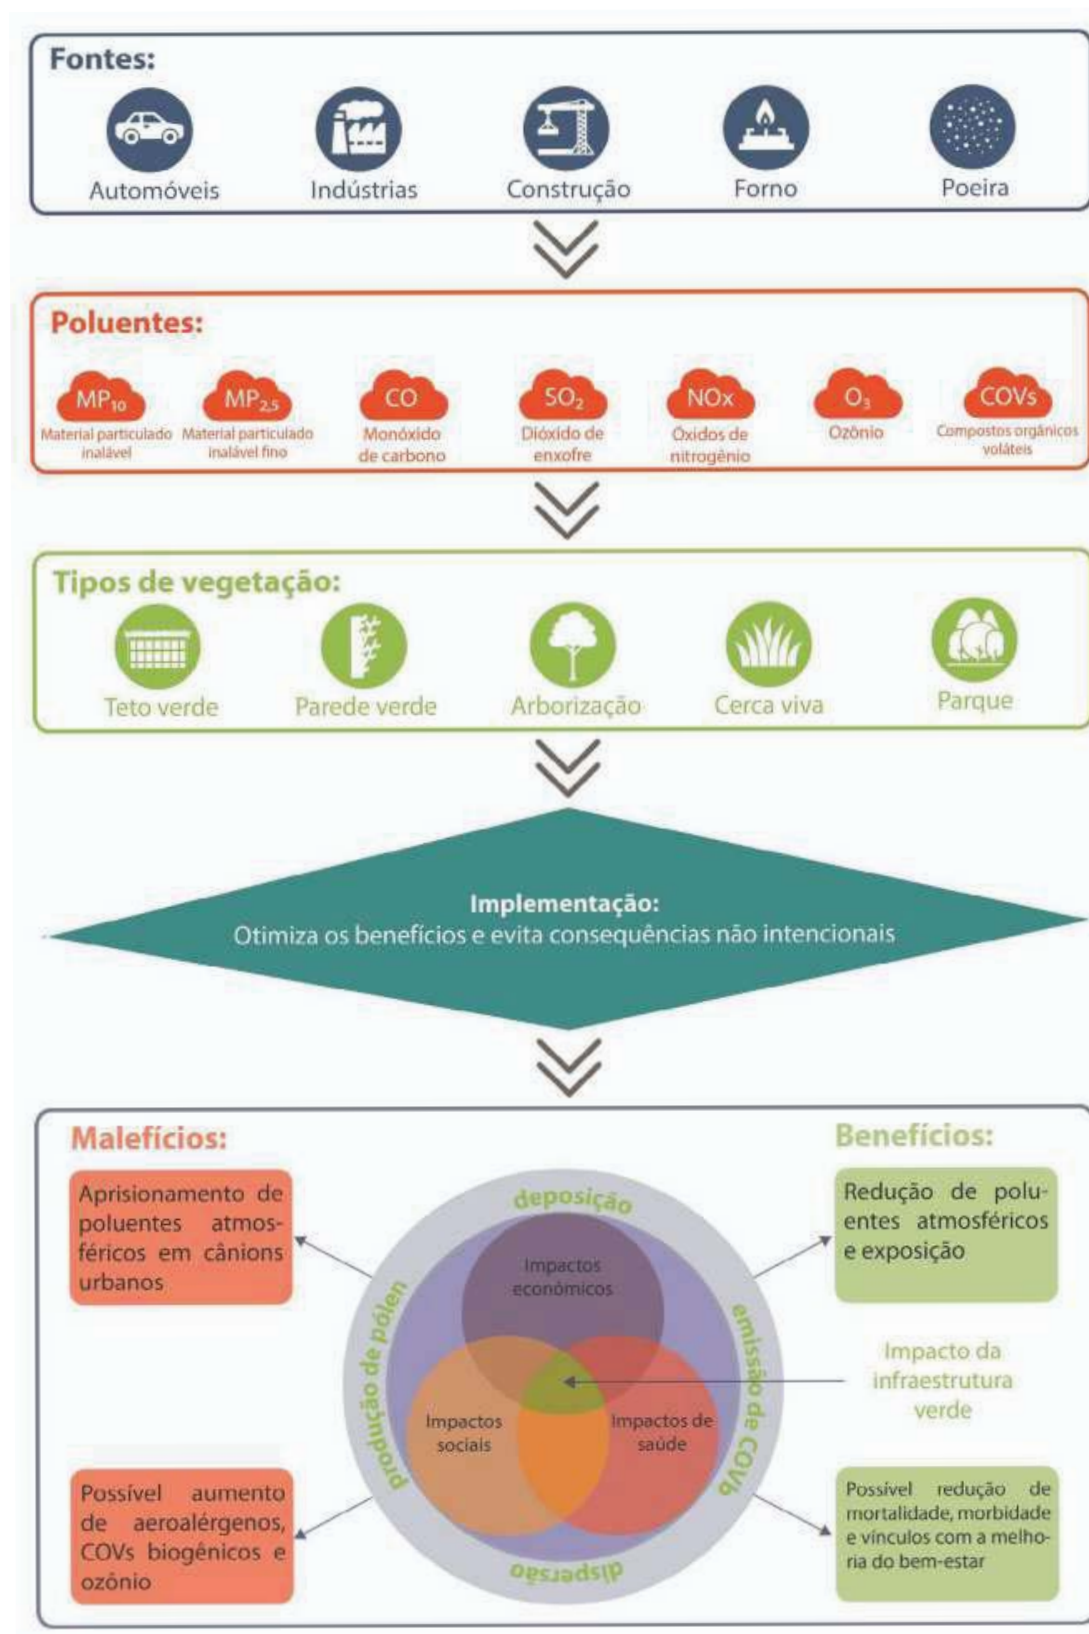 Fontes:
Automóveis
Indústrias
Construção
Forno
Poeira
Poluentes:
MP10
MP2,5
CO
SO2
NOx
O3
COVs
Material particulado
inalável
Material particulado
inalável fino
Monóxido
de carbono
Dióxido de
enxofre
Óxidos de
nitrogênio
Ozônio
Compostos orgânicos
voláteis
Tipos de vegetação:
Teto verde
Parede verde
Arborização
Cerca viva
Parque
Implementação:
Otimiza os benefícios e evita consequências não intencionais
Malefícios:
Aprisionamento de
poluentes atmos-
féricos em cânions
urbanos
Possível aumento
de aeroalérgenos,
COVs biogênicos e
ozônio
deposição
produção de pólen
emissão de COVb
dispersão
Impactos
econômicos
Impactos
sociais
Impactos de
saúde
Benefícios:
Redução de polu-
entes atmosféricos
e exposição
Impacto da
infraestrutura
verde
Possível redução de
mortalidade, morbidade
e vínculos com a melho-
ria do bem-estar